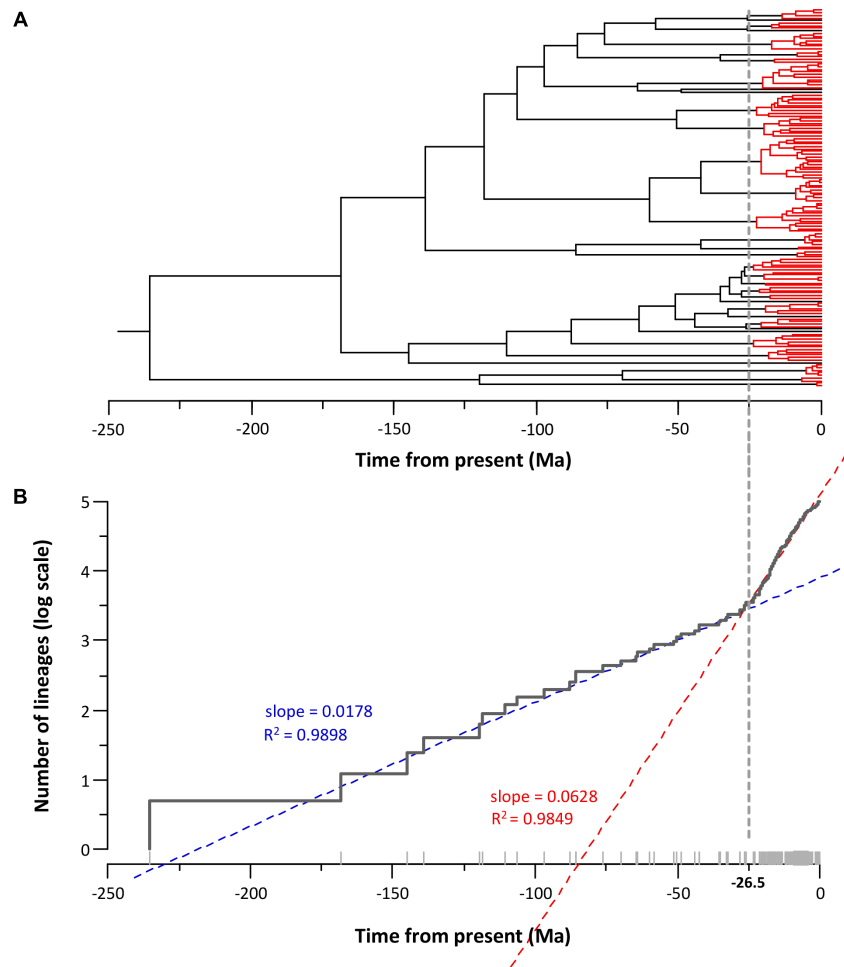 A
-250 -200 -150 -100 -50 0
Time from present (Ma)
B
Number of lineages (log scale)
5
4
3
2
1
0
slope = 0.0178
R² = 0.9898
slope = 0.0628
R² = 0.9849
-26.5
-250 -200 -150 -100 -50 0
Time from present (Ma)